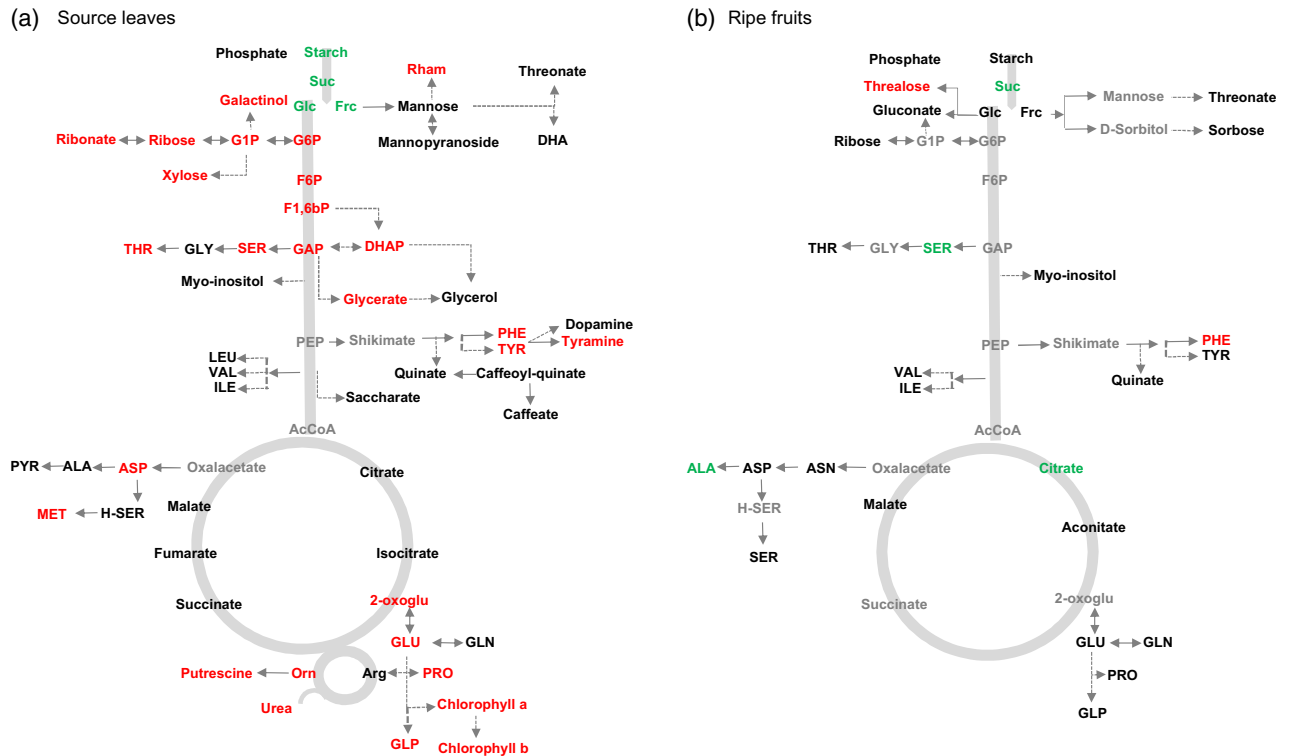 (a) Source leaves
Phosphate Starch
Suc
Rham
Threonate
Galactinol
Glc Frc
Mannose
Ribonate Ribose G1P G6P
Mannopyranoside
DHA
Xylose
F6P
F1,6bP
THR GLY SER GAP DHAP
Myo-inositol
Glycerate Glycerol
PEP Shikimate
PHE
TYR
Dopamine
Tyramine
LEU
VAL
ILE
Quinate Caffeoyl-quinate
Saccharate
Caffeate
AcCoA
PYR ALA ASP Oxalacetate
Citrate
MET H-SER
Malate
Fumarate
Isocitrate
Succinate
2-oxoglu
GLU GLN
Putrescine Orn
Arg PRO
Urea
Chlorophyll a
GLP
Chlorophyll b
(b) Ripe fruits
Phosphate Starch
Threalose
Suc
Gluconate
Glc Frc
Mannose Threonate
Ribose G1P G6P
D-Sorbitol Sorbose
F6P
THR GLY SER GAP
Myo-inositol
PEP Shikimate
PHE
TYR
VAL
ILE
Quinate
AcCoA
ALA ASP ASN Oxalacetate
Citrate
H-SER
Malate
Aconitate
SER
Succinate
2-oxoglu
GLU GLN
PRO
GLP